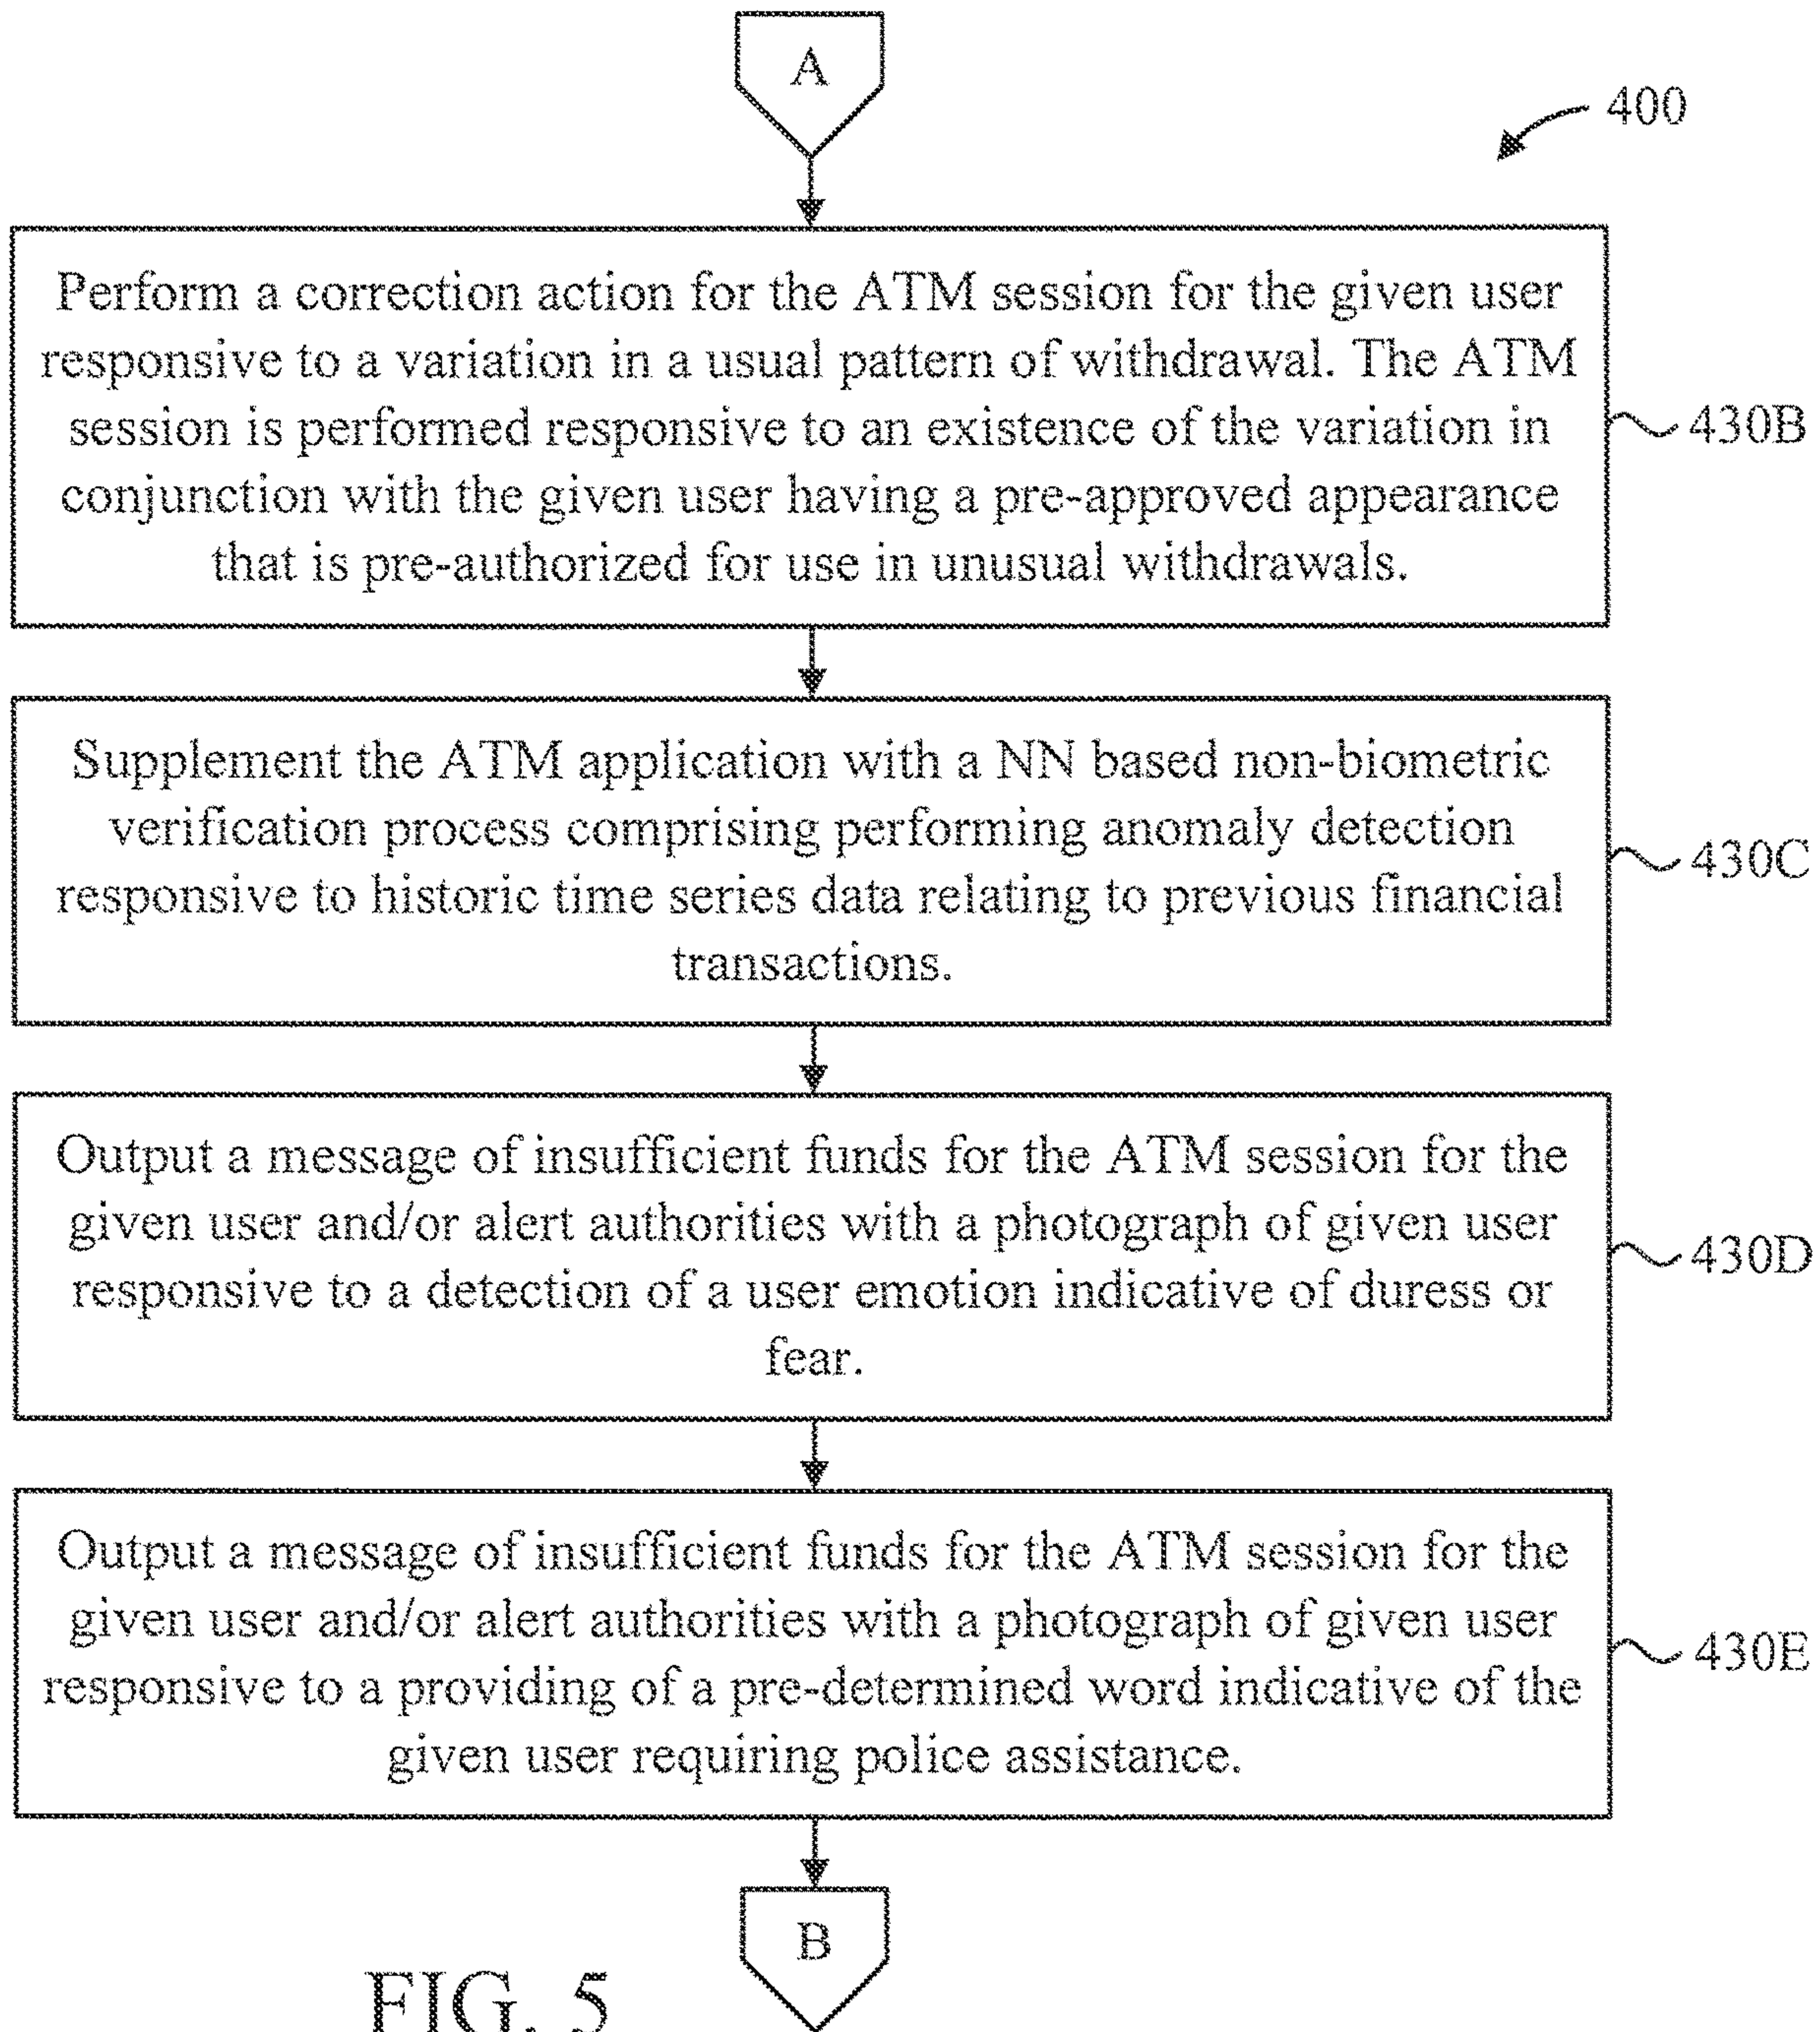 A
400
Perform a correction action for the ATM session for the given user
responsive to a variation in a usual pattern of withdrawal. The ATM
session is performed responsive to an existence of the variation in
conjunction with the given user having a pre-approved appearance
that is pre-authorized for use in unusual withdrawals.
430B
Supplement the ATM application with a NN based non-biometric
verification process comprising performing anomaly detection
responsive to historic time series data relating to previous financial
transactions.
430C
Output a message of insufficient funds for the ATM session for the
given user and/or alert authorities with a photograph of given user
responsive to a detection of a user emotion indicative of duress or
fear.
430D
Output a message of insufficient funds for the ATM session for the
given user and/or alert authorities with a photograph of given user
responsive to a providing of a pre-determined word indicative of the
given user requiring police assistance.
430E
B
FIG. 5